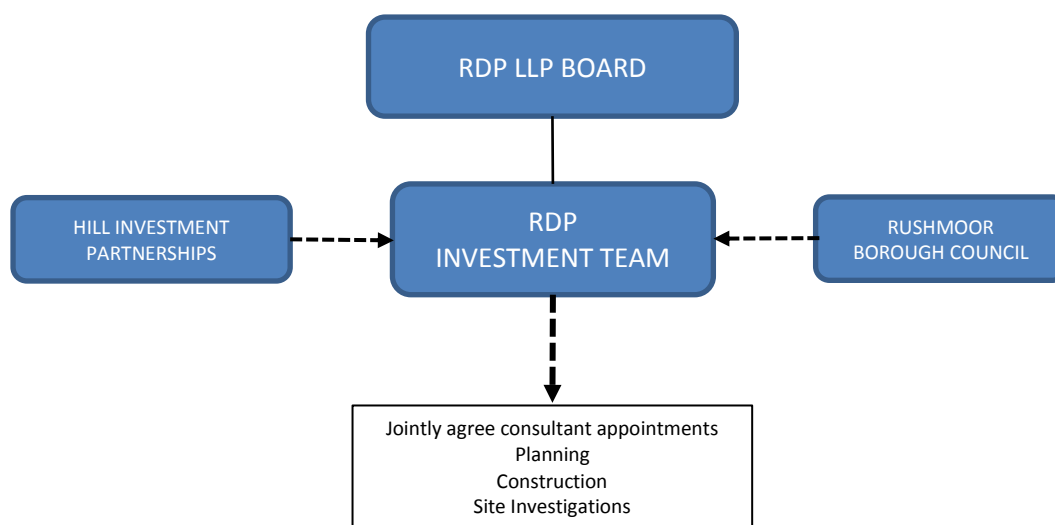 RDP LLP BOARD
HILL INVESTMENT
PARTNERSHIPS
RDP
INVESTMENT TEAM
RUSHMOOR
BOROUGH COUNCIL
Jointly agree consultant appointments
Planning
Construction
Site Investigations